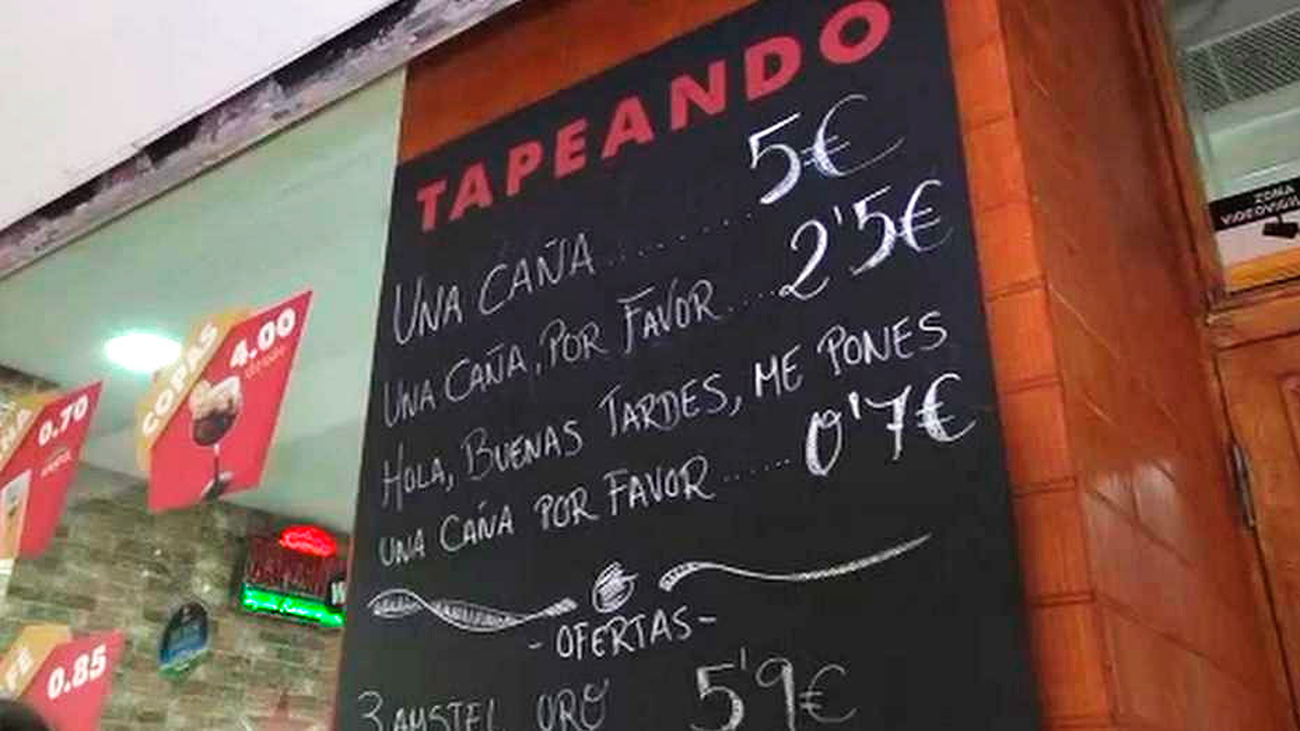 TAPEANDO
UNA CAÑA ........ 5€
UNA CAÑA, POR FAVOR .... 2'5€
HOLA, BUENAS TARDES, ME PONES
UNA CAÑA POR FAVOR ...... 0'7€
- OFERTAS -
3 AMSTEL ORO 5'9€
COPAS 4.00
0.70
0.85
ZONA